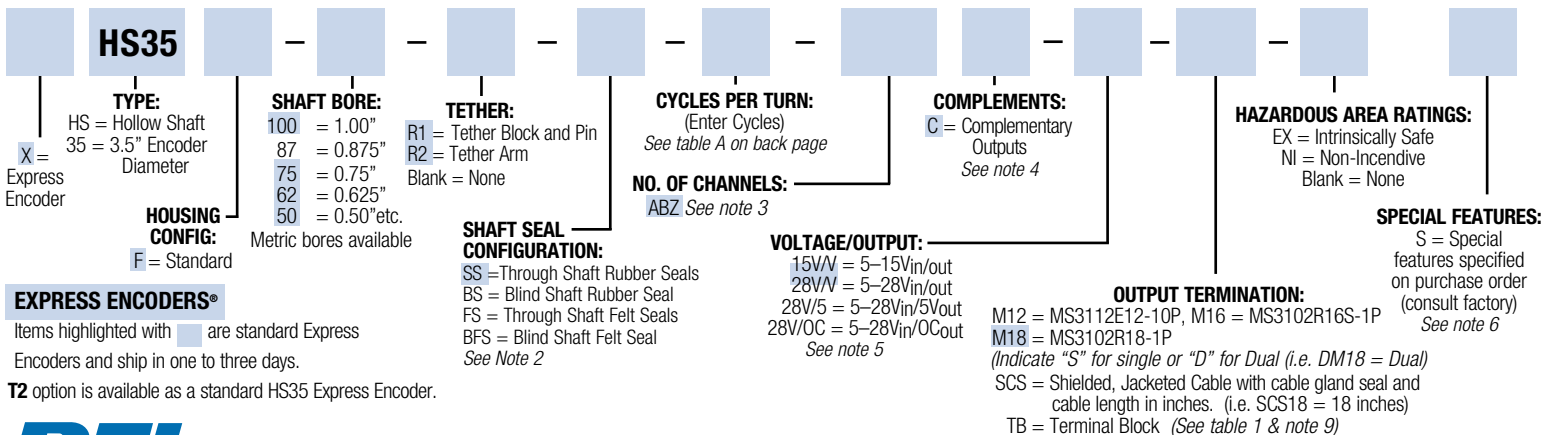 HS35 – – – – – – – –
TYPE:
HS = Hollow Shaft
35 = 3.5” Encoder
Diameter
X =
Express
Encoder
HOUSING
CONFIG:
F = Standard
SHAFT BORE:
100 = 1.00”
87 = 0.875”
75 = 0.75”
62 = 0.625”
50 = 0.50”etc.
Metric bores available
TETHER:
R1 = Tether Block and Pin
R2 = Tether Arm
Blank = None
SHAFT SEAL
CONFIGURATION:
SS =Through Shaft Rubber Seals
BS = Blind Shaft Rubber Seal
FS = Through Shaft Felt Seals
BFS = Blind Shaft Felt Seal
See Note 2
CYCLES PER TURN:
(Enter Cycles)
See table A on back page
NO. OF CHANNELS:
ABZ See note 3
COMPLEMENTS:
C = Complementary
Outputs
See note 4
VOLTAGE/OUTPUT:
15V/V = 5–15Vin/out
28V/V = 5–28Vin/out
28V/5 = 5–28Vin/5Vout
28V/OC = 5–28Vin/OCout
See note 5
OUTPUT TERMINATION:
M12 = MS3112E12-10P, M16 = MS3102R16S-1P
M18 = MS3102R18-1P
(Indicate “S” for single or “D” for Dual (i.e. DM18 = Dual)
SCS = Shielded, Jacketed Cable with cable gland seal and
cable length in inches. (i.e. SCS18 = 18 inches)
TB = Terminal Block (See table 1 & note 9)
HAZARDOUS AREA RATINGS:
EX = Intrinsically Safe
NI = Non-Incendive
Blank = None
SPECIAL FEATURES:
S = Special
features specified
on purchase order
(consult factory)
See note 6
EXPRESS ENCODERS®
Items highlighted with are standard Express
Encoders and ship in one to three days.
T2 option is available as a standard HS35 Express Encoder.